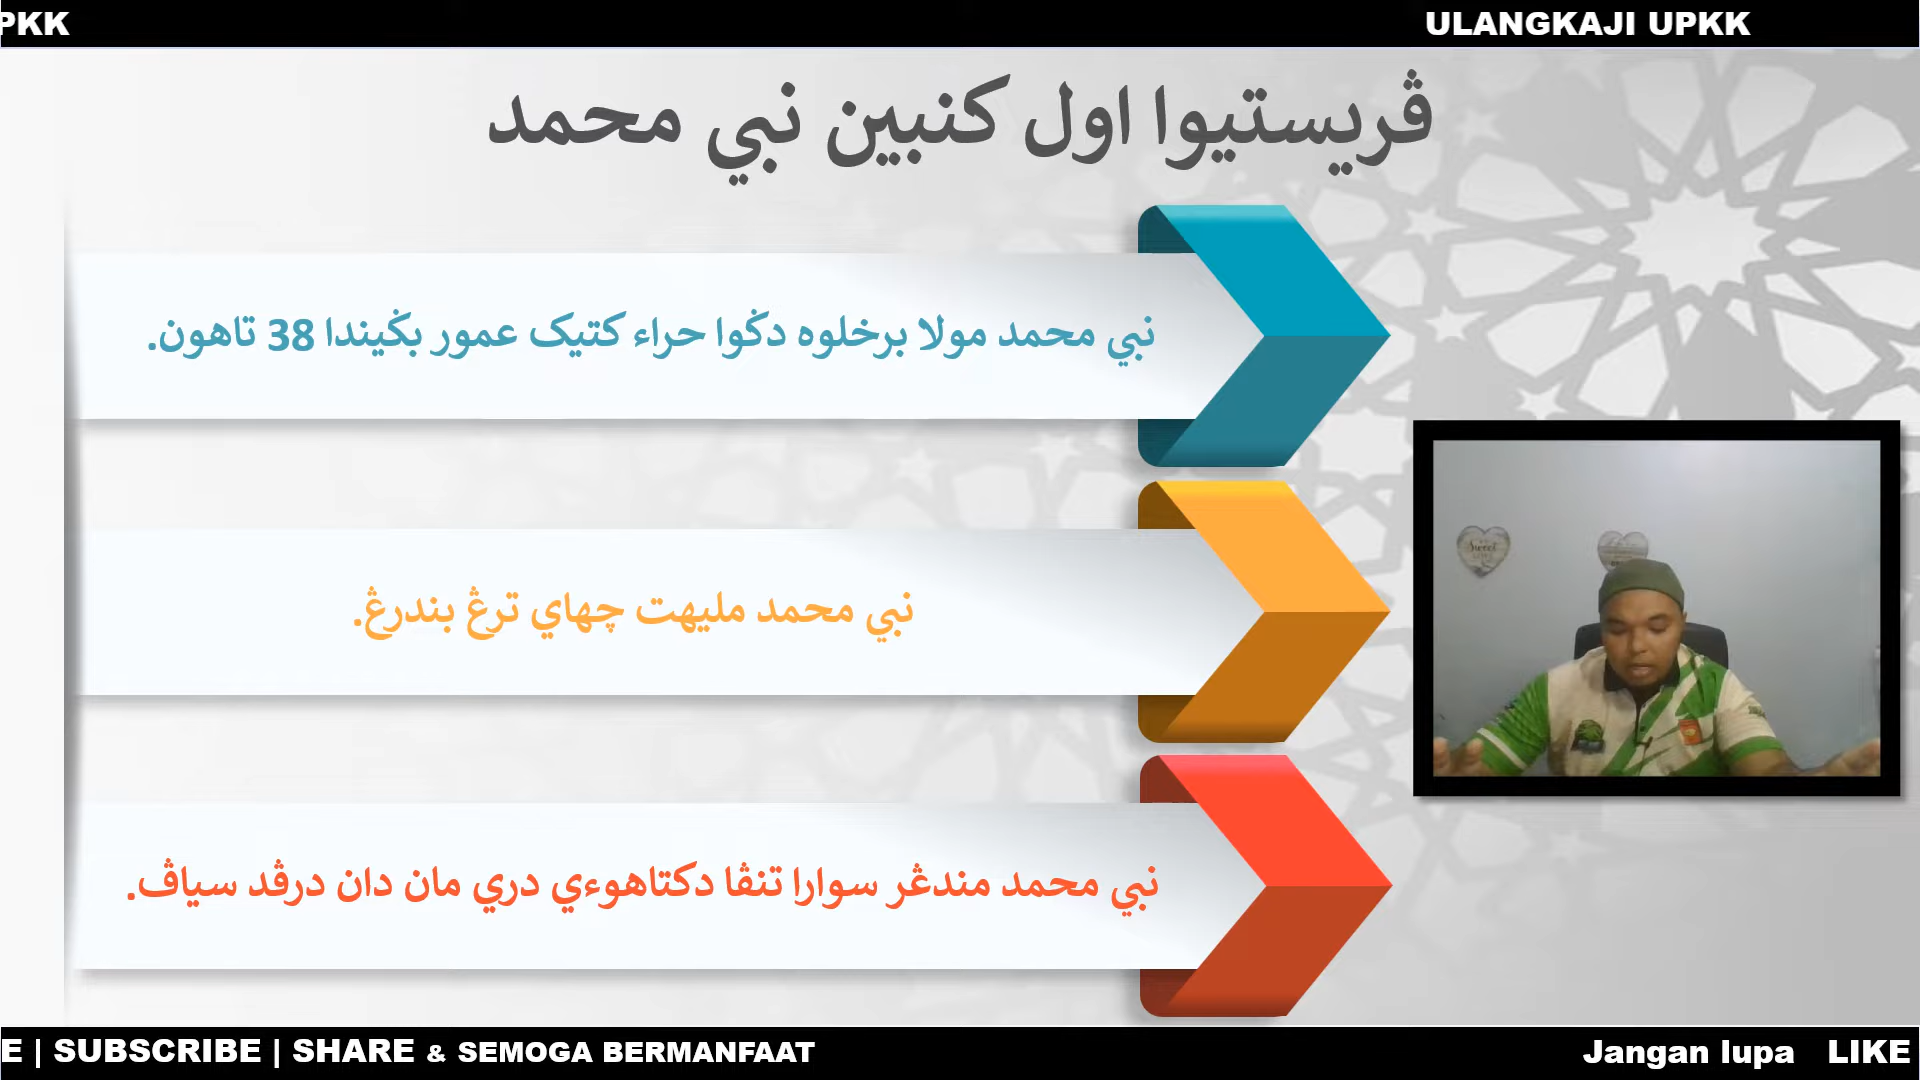 PKK
ULANGKAJI UPKK
ڤريستيوا اول كنبين نبي محمد
نبي محمد مولا برخلوه دݢوا حراء كتيک عمور بݢيندا 38 تاهون.
نبي محمد مليهت چهاي ترڠ بندرڠ.
نبي محمد مندڠر سوارا تنڤا دكتاهوءي دري مان دان درڤد سياڤ.
E | SUBSCRIBE | SHARE & SEMOGA BERMANFAAT
Jangan lupa LIKE